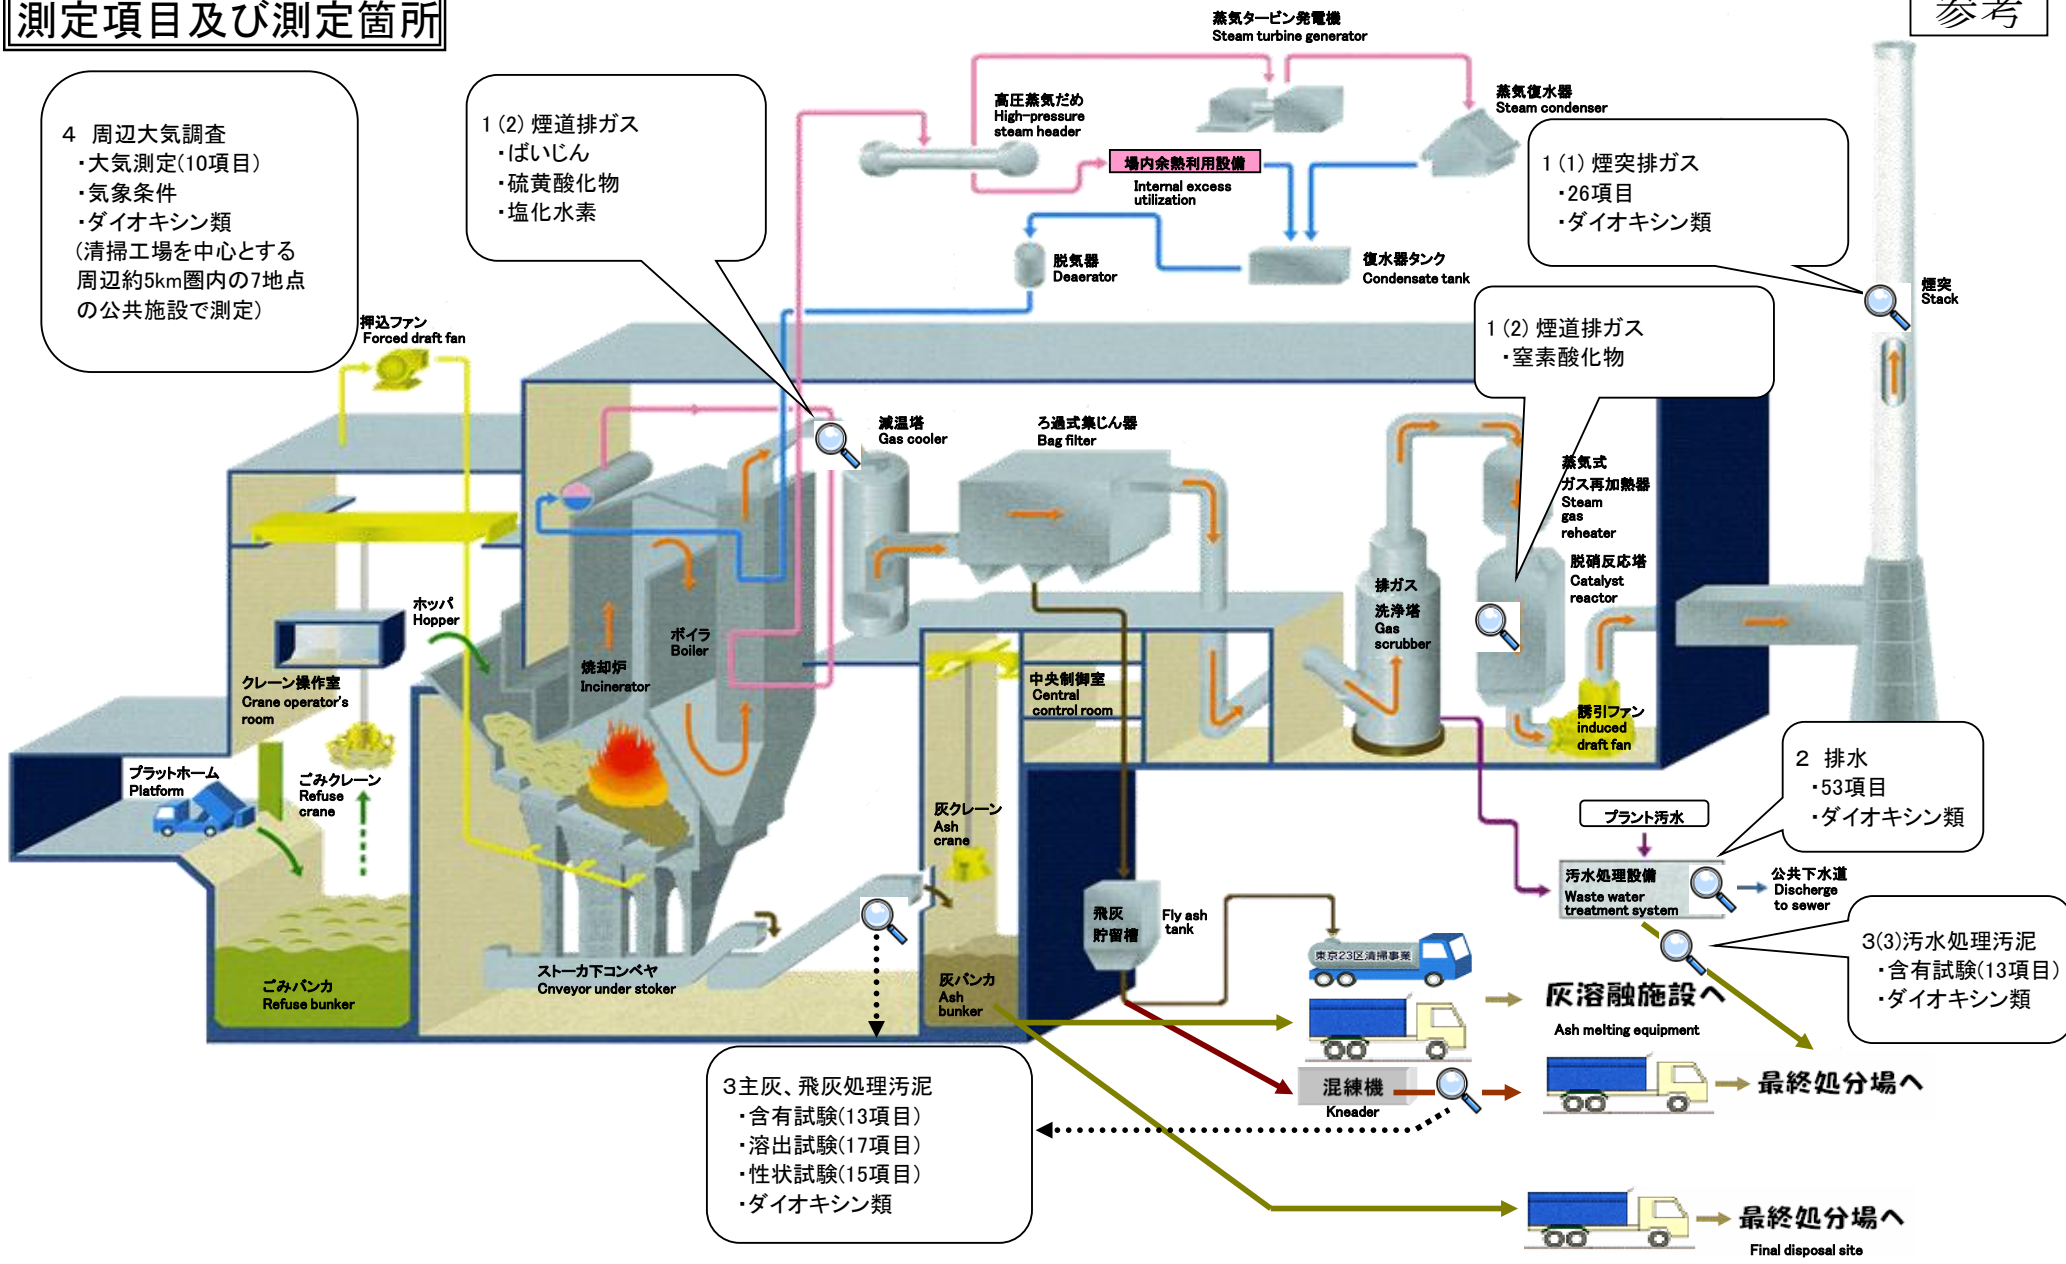 測定項目及び測定箇所
参考
4 周辺大気調査
・大気測定(10項目)
・気象条件
・ダイオキシン類
(清掃工場を中心とする
周辺約5km圏内の7地点
の公共施設で測定)
1(2)煙道排ガス
・ばいじん
・硫黄酸化物
・塩化水素
蒸気タービン発電機
Steam turbine generator
高圧蒸気だめ
High-pressure
steam header
蒸気復水器
Steam condenser
場内余熱利用設備
Internal excess
utilization
脱気器
Deaerator
復水器タンク
Condensate tank
1(1)煙突排ガス
・26項目
・ダイオキシン類
煙突
Stack
1(2)煙道排ガス
・窒素酸化物
押込ファン
Forced draft fan
減温塔
Gas cooler
ろ過式集じん器
Bag filter
蒸気式
ガス再加熱器
Steam
gas
reheater
脱硝反応塔
Catalyst
reactor
排ガス
洗浄塔
Gas
scrubber
ホッパ
Hopper
ボイラ
Boiler
焼却炉
Incinerator
クレーン操作室
Crane operator's
room
中央制御室
Central
control room
誘引ファン
induced
draft fan
プラットホーム
Platform
ごみクレーン
Refuse
crane
灰クレーン
Ash
crane
2 排水
・53項目
・ダイオキシン類
プラント汚水
汚水処理設備
Waste water
treatment system
公共下水道
Discharge
to sewer
飛灰
貯留槽
Fly ash
tank
3(3)汚水処理汚泥
・含有試験(13項目)
・ダイオキシン類
ごみバンカ
Refuse bunker
ストーカ下コンベヤ
Cnveyor under stoker
灰バンカ
Ash
bunker
東京23区清掃事業
灰溶融施設へ
Ash melting equipment
混練機
Kneader
最終処分場へ
3主灰、飛灰処理汚泥
・含有試験(13項目)
・溶出試験(17項目)
・性状試験(15項目)
・ダイオキシン類
最終処分場へ
Final disposal site